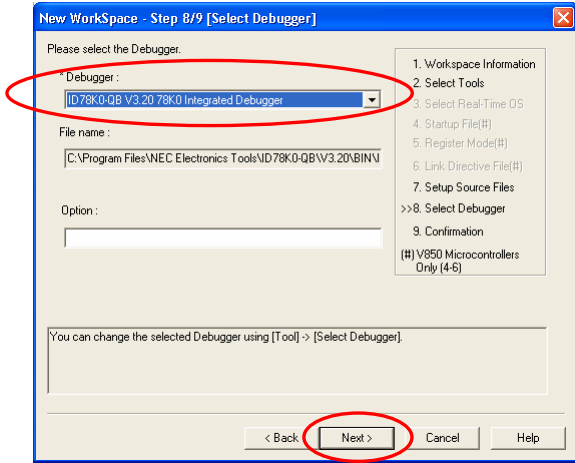 New WorkSpace - Step 8/9 [Select Debugger]
Please select the Debugger.
* Debugger :
ID78K0-QB V3.20 78K0 Integrated Debugger
File name :
C:\Program Files\NEC Electronics Tools\ID78K0-QB\V3.20\BIN\I
Option :
1. Workspace Information
2. Select Tools
3. Select Real-Time OS
4. Startup File(#)
5. Register Mode(#)
6. Link Directive File(#)
7. Setup Source Files
>>8. Select Debugger
9. Confirmation
(#) V850 Microcontrollers
Only (4-6)
You can change the selected Debugger using [Tool] -> [Select Debugger].
< Back
Next >
Cancel
Help